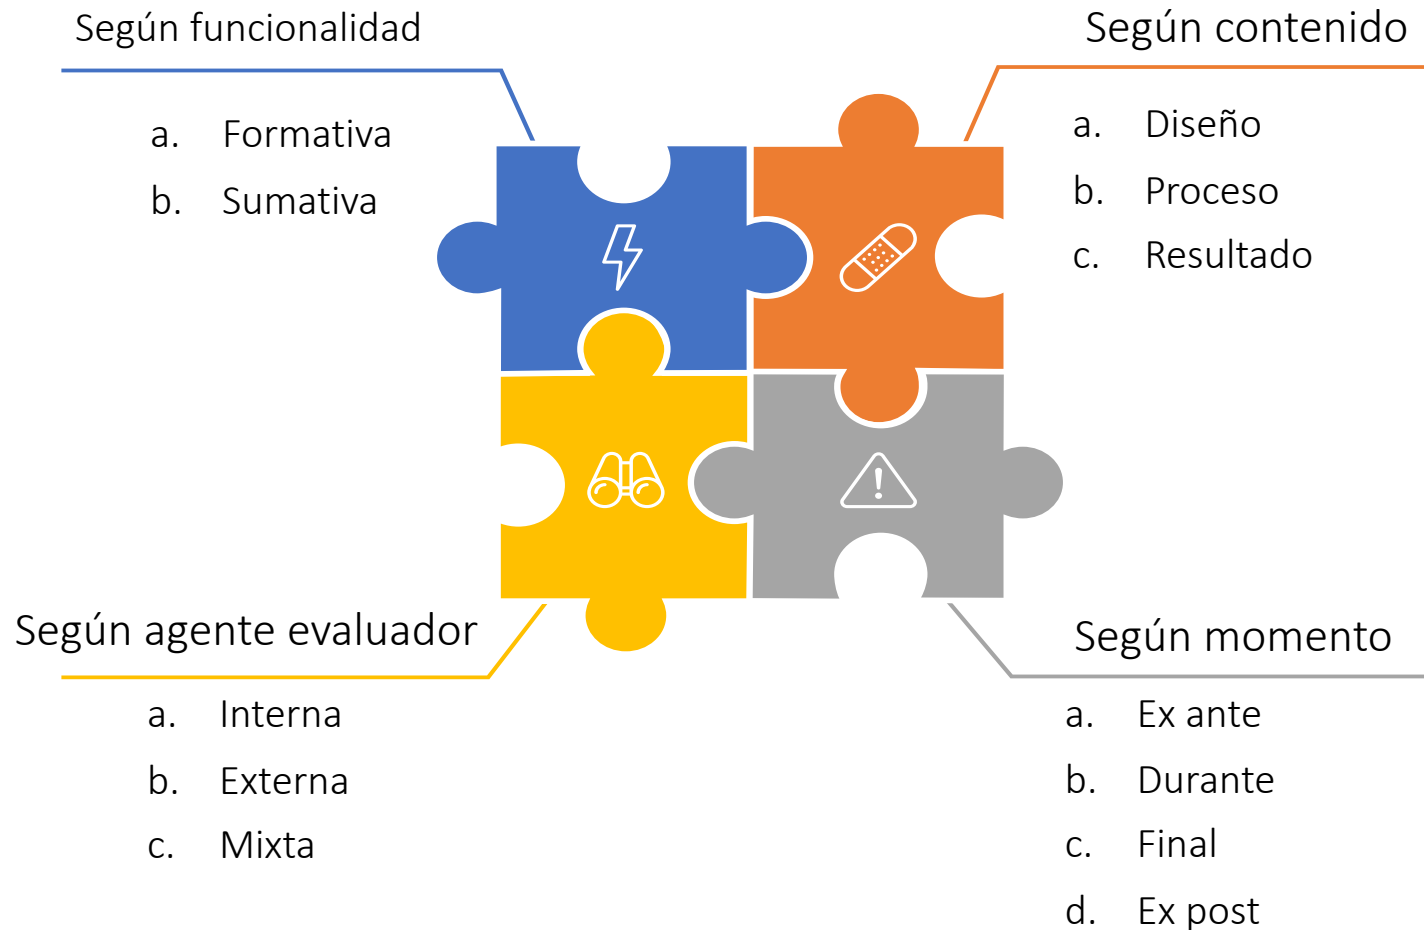 Según funcionalidad
a. Formativa
b. Sumativa
Según contenido
a. Diseño
b. Proceso
c. Resultado
Según agente evaluador
a. Interna
b. Externa
c. Mixta
Según momento
a. Ex ante
b. Durante
c. Final
d. Ex post